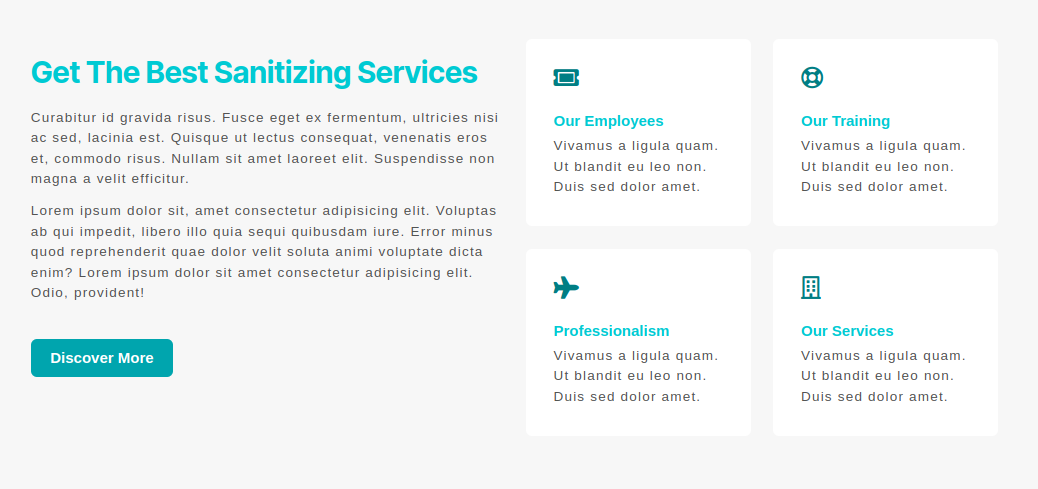 Get The Best Sanitizing Services
Curabitur id gravida risus. Fusce eget ex fermentum, ultricies nisi
ac sed, lacinia est. Quisque ut lectus consequat, venenatis eros
et, commodo risus. Nullam sit amet laoreet elit. Suspendisse non
magna a velit efficitur.
Lorem ipsum dolor sit, amet consectetur adipisicing elit. Voluptas
ab qui impedit, libero illo quia sequi quibusdam iure. Error minus
quod reprehenderit quae dolor velit soluta animi voluptate dicta
enim? Lorem ipsum dolor sit amet consectetur adipisicing elit.
Odio, provident!
Discover More
Our Employees
Vivamus a ligula quam.
Ut blandit eu leo non.
Duis sed dolor amet.
Our Training
Vivamus a ligula quam.
Ut blandit eu leo non.
Duis sed dolor amet.
Professionalism
Vivamus a ligula quam.
Ut blandit eu leo non.
Duis sed dolor amet.
Our Services
Vivamus a ligula quam.
Ut blandit eu leo non.
Duis sed dolor amet.